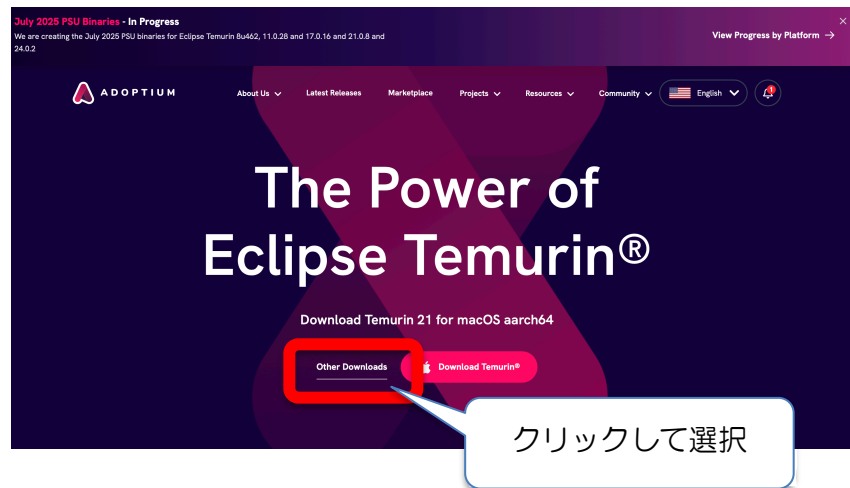 July 2025 PSU Binaries - In Progress
We are creating the July 2025 PSU binaries for Eclipse Temurin 8u462, 11.0.28 and 17.0.16 and 21.0.8 and
24.0.2
View Progress by Platform →
ADOPTIUM
About Us
Latest Releases
Marketplace
Projects
Resources
Community
English
1
The Power of
Eclipse Temurin®
Download Temurin 21 for macOS aarch64
Other Downloads
Download Temurin®
クリックして選択